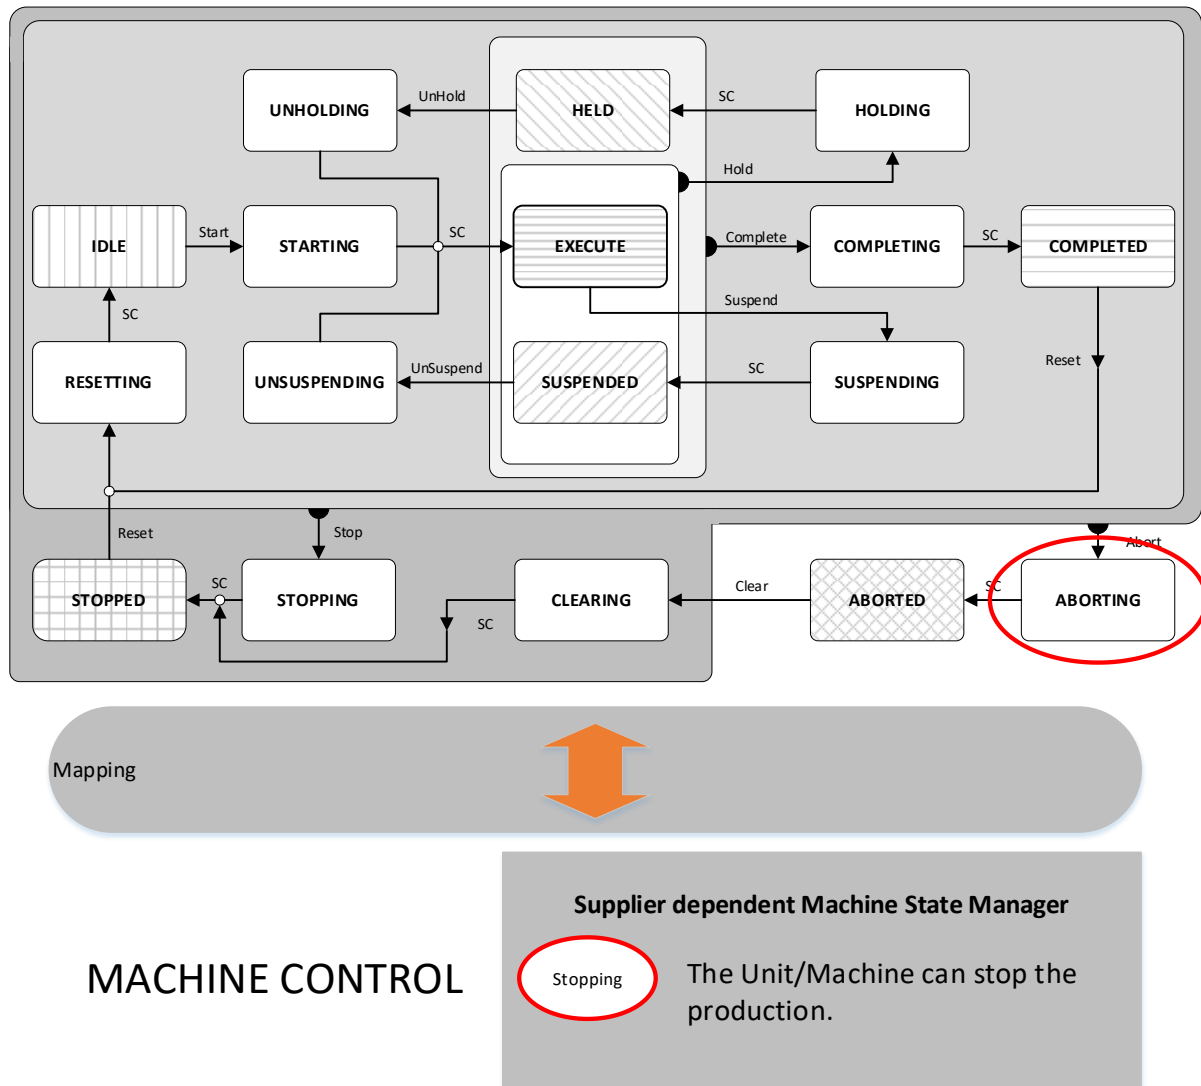 UnHold
SC
UNHOLDING
HELD
HOLDING
Hold
Start
SC
Complete
SC
IDLE
STARTING
EXECUTE
COMPLETING
COMPLETED
Suspend
SC
UnSuspend
SC
Reset
RESETTING
UNSUSPENDING
SUSPENDED
SUSPENDING
Reset
Stop
Abort
SC
Clear
SC
STOPPED
STOPPING
CLEARING
ABORTED
ABORTING
SC
Mapping
Supplier dependent Machine State Manager
MACHINE CONTROL
Stopping
The Unit/Machine can stop the
production.